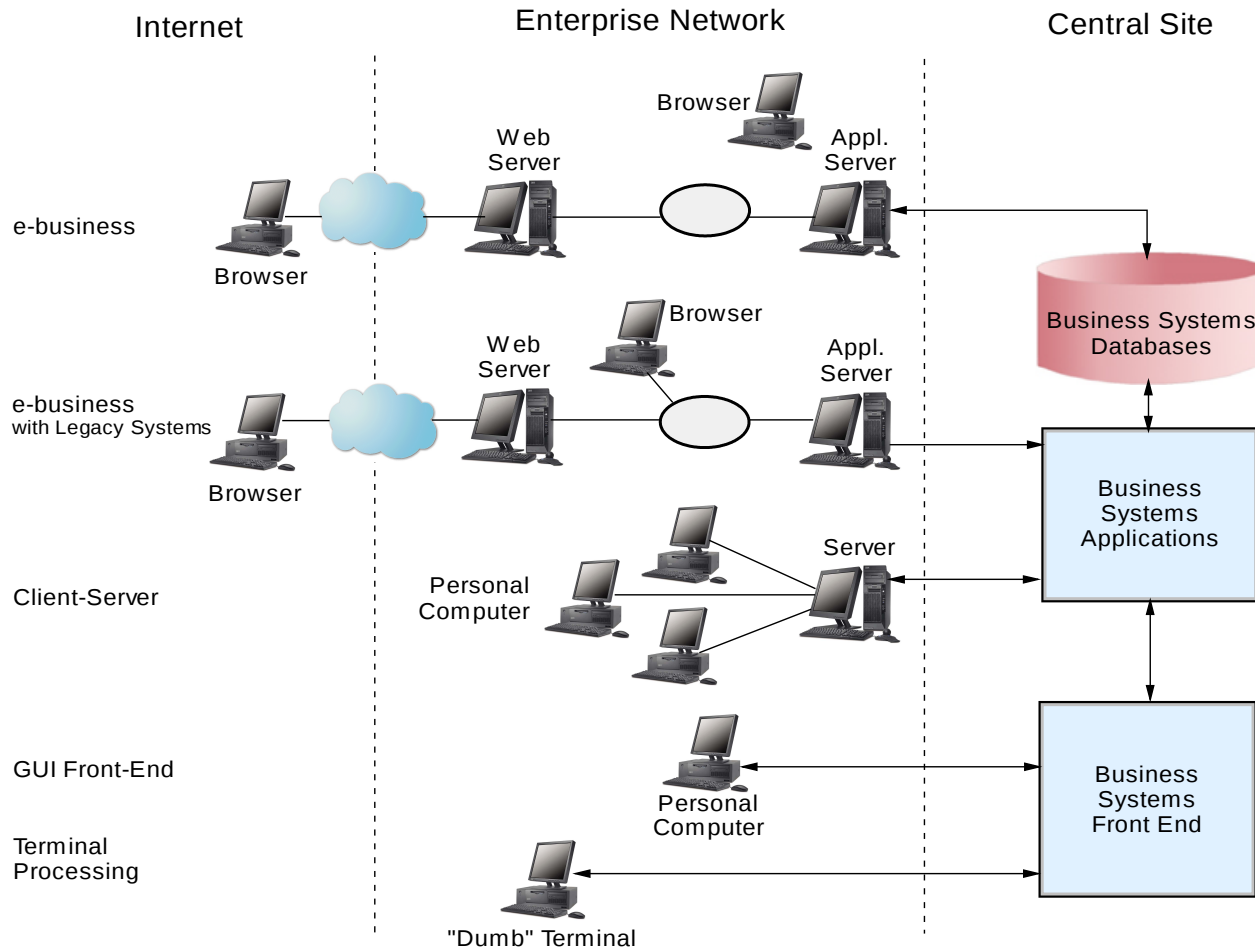 Internet
Enterprise Network
Central Site
Browser
Web
Server
Appl.
Server
e-business
Browser
Business Systems
Databases
Browser
Web
Server
Appl.
Server
e-business
with Legacy Systems
Browser
Business
Systems
Applications
Server
Personal
Computer
Client-Server
GUI Front-End
Personal
Computer
Business
Systems
Front End
Terminal
Processing
"Dumb" Terminal